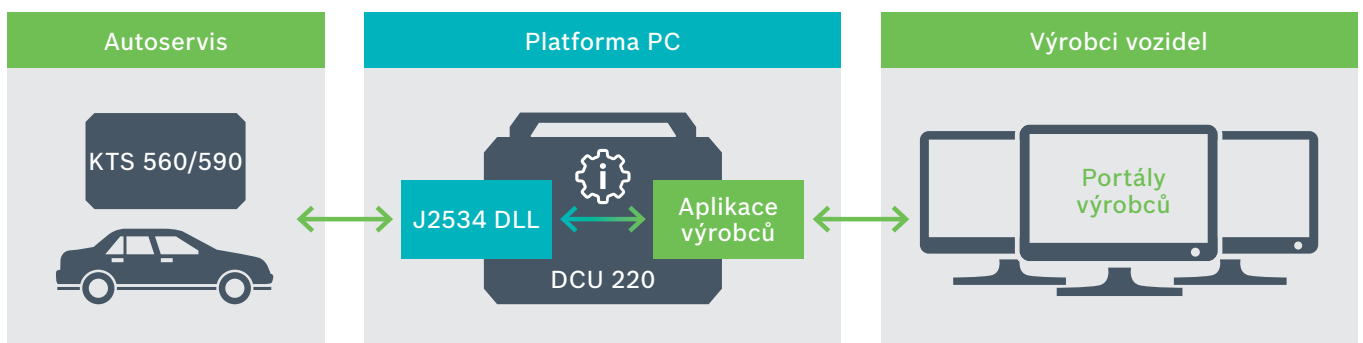 Autoservis
Platforma PC
Výrobci vozidel
KTS 560/590
J2534 DLL
Aplikace
výrobců
DCU 220
Portály
výrobců